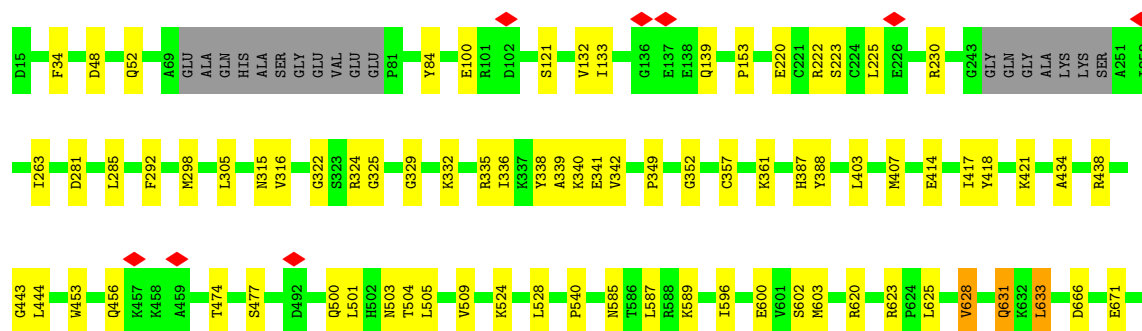 D15 F34 D48 Q52 A69 GLU ALA GLN HIS ALA SER GLY GLU VAL GLU GLU P81 Y84 E100 R101 D102 S121 V132 I133 G136 E137 E138 Q139 P153 E220 C221 R222 S223 C224 L225 E226 R230 G243 GLY GLN GLY ALA LYS LYS SER A251
I263 D281 L285 F292 M298 L305 N315 V316 G322 S323 R324 G325 G329 K332 R335 I336 K337 Y338 A339 K340 E341 V342 P349 G352 C357 K361 H387 Y388 L403 M407 E414 I417 Y418 K421 A434 R438
G443 L444 W453 Q456 K457 K458 A459 T474 S477 D492 Q500 L501 H502 N503 T504 L505 V509 K524 L528 P540 N585 T586 L587 R588 K589 I596 E600 V601 S602 M603 R620 R623 P624 L625 V628 Q631 K632 L633 D666 E671